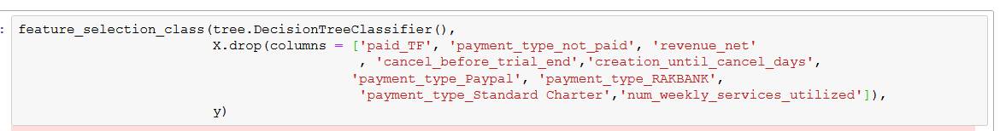 : feature_selection_class(tree.DecisionTreeClassifier(),
X.drop(columns = ['paid_TF', 'payment_type_not_paid', 'revenue_net'
, 'cancel_before_trial_end','creation_until_cancel_days',
'payment_type_Paypal', 'payment_type_RAKBANK',
'payment_type_Standard Charter','num_weekly_services_utilized']),
y)